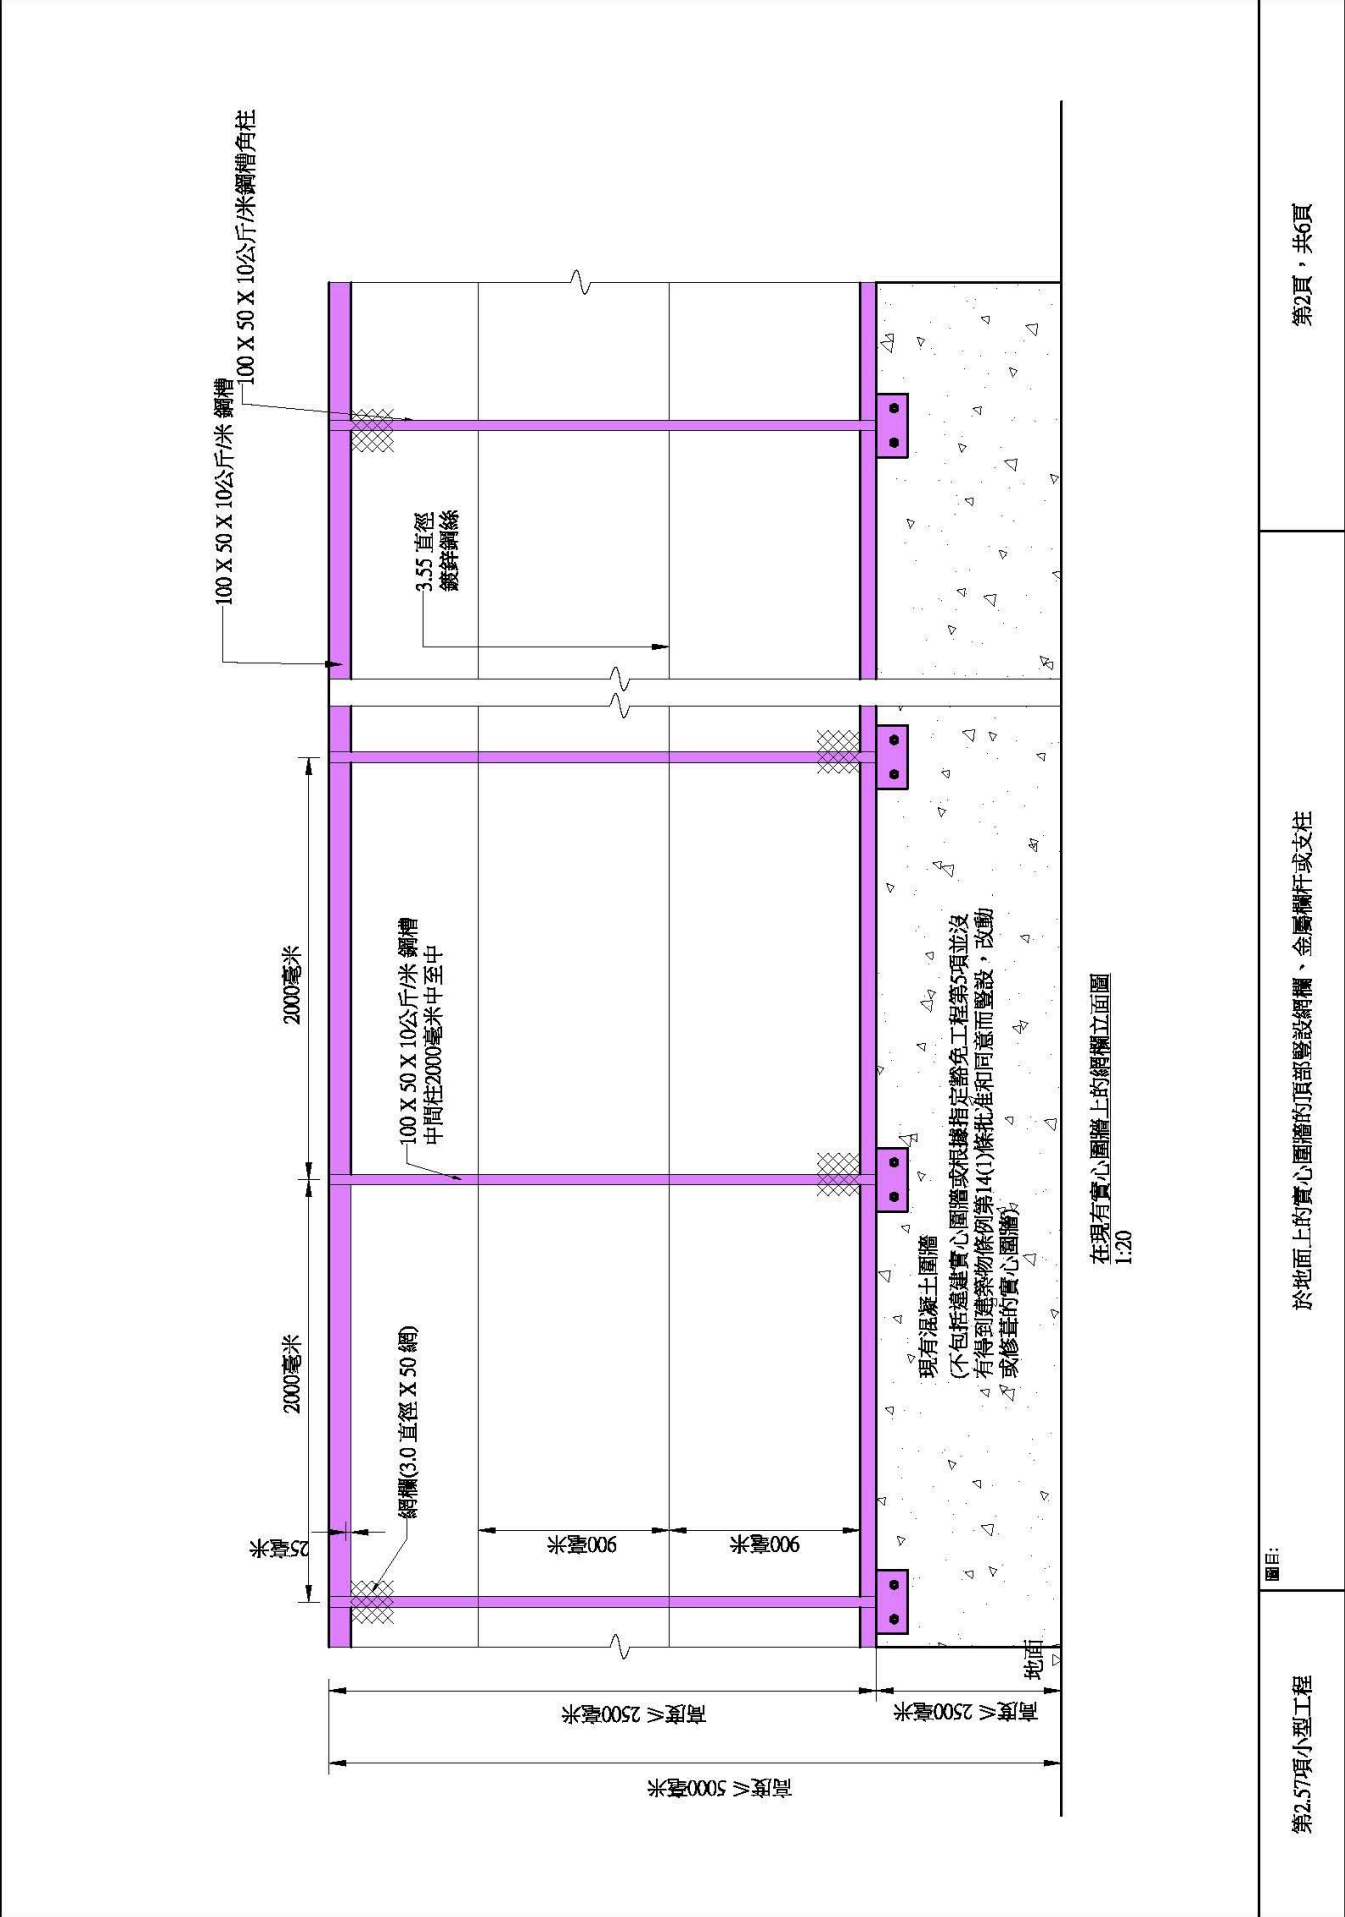 100 X 50 X 10公斤/米 鋼槽
100 X 50 X 10公斤/米鋼槽角柱
2000毫米
2000毫米
25毫米
網欄(3.0 直徑 X 50 網)
100 X 50 X 10公斤/米 鋼槽
中間柱2000毫米中至中
3.55 直徑
鍍鋅鋼絲
900毫米
900毫米
高度 ≤ 2500毫米
高度 ≤ 2500毫米
高度 ≤ 5000毫米
現有混凝土圍牆
(不包括違建實心圍牆或根據指定豁免工程第5項並沒
有得到建築物條例第14(1)條批准和同意而豎設，改動
或修葺的實心圍牆)
地面
在現有實心圍牆上的網欄立面圖
1:20
第2.57項小型工程
圖目:
於地面上的實心圍牆的頂部豎設網欄、金屬欄杆或支柱
第2頁，共6頁